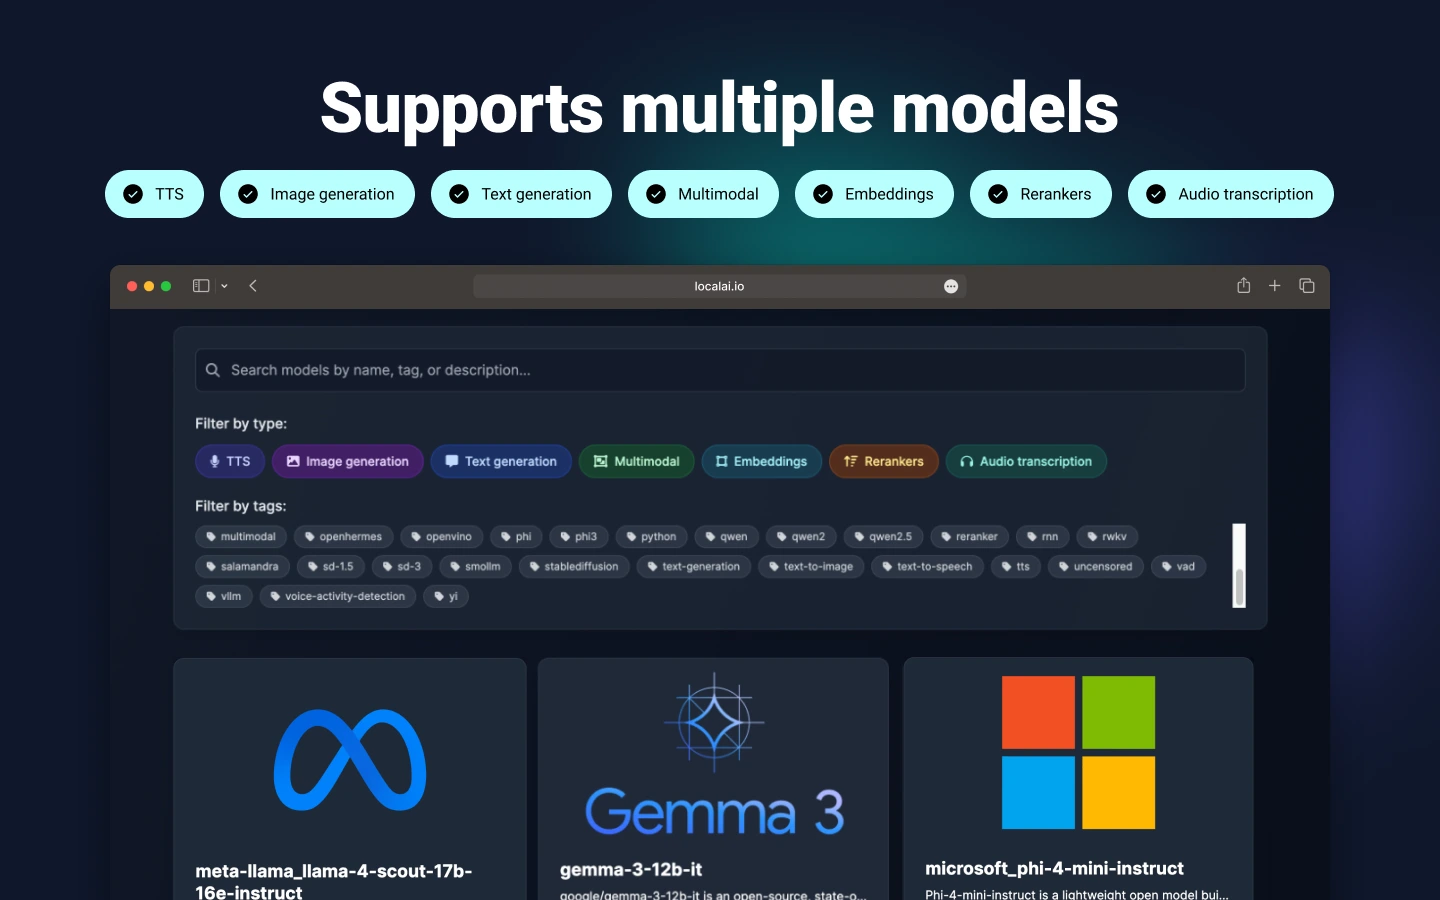 Supports multiple models
TTS Image generation Text generation Multimodal Embeddings Rerankers Audio transcription
localai.io
Search models by name, tag, or description...
Filter by type:
TTS Image generation Text generation Multimodal Embeddings Rerankers Audio transcription
Filter by tags:
multimodal openhermes openvino phi phi3 python qwen qwen2 qwen2.5 reranker rnn rwkv
salamandra sd-1.5 sd-3 smollm stablediffusion text-generation text-to-image text-to-speech tts uncensored vad
vllm voice-activity-detection yi
Gemma 3
meta-llama_llama-4-scout-17b-
16e-instruct
gemma-3-12b-it
google/gemma-3-12b-it is an open-source, state-o...
microsoft_phi-4-mini-instruct
Phi-4-mini-instruct is a lightweight open model bui...